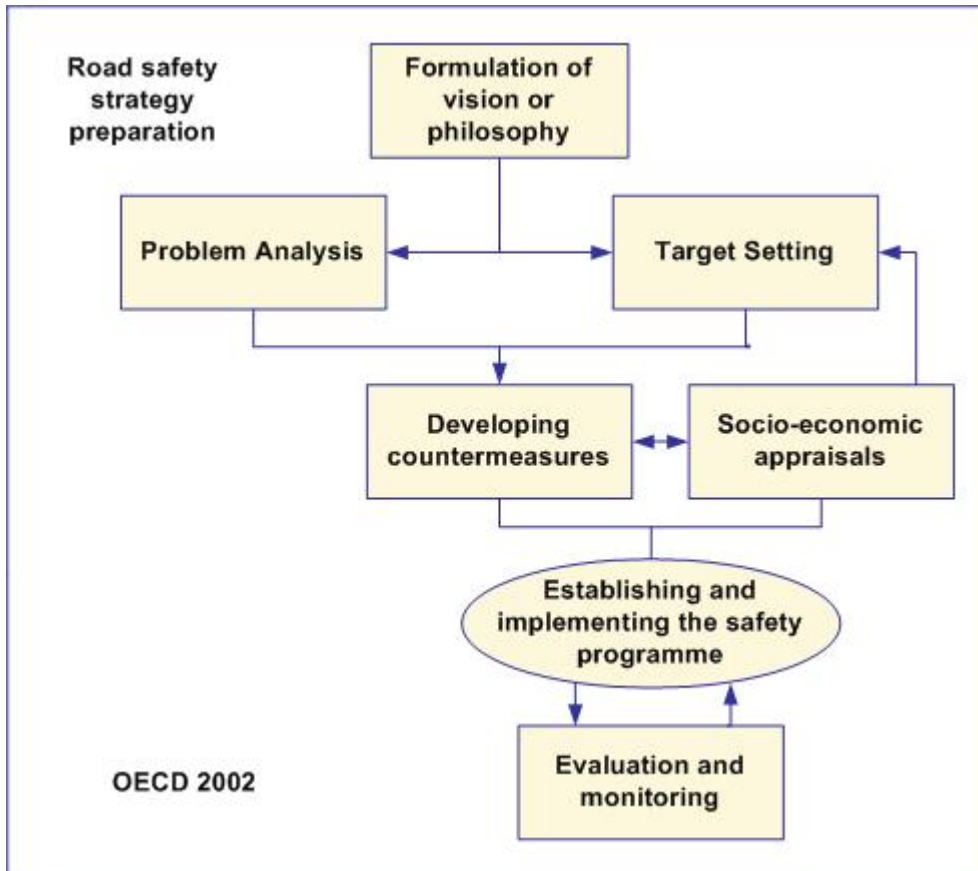 Road safety
strategy
preparation
Formulation of
vision or
philosophy
Problem Analysis
Target Setting
Developing
countermeasures
Socio-economic
appraisals
Establishing and
implementing the safety
programme
Evaluation and
monitoring
OECD 2002